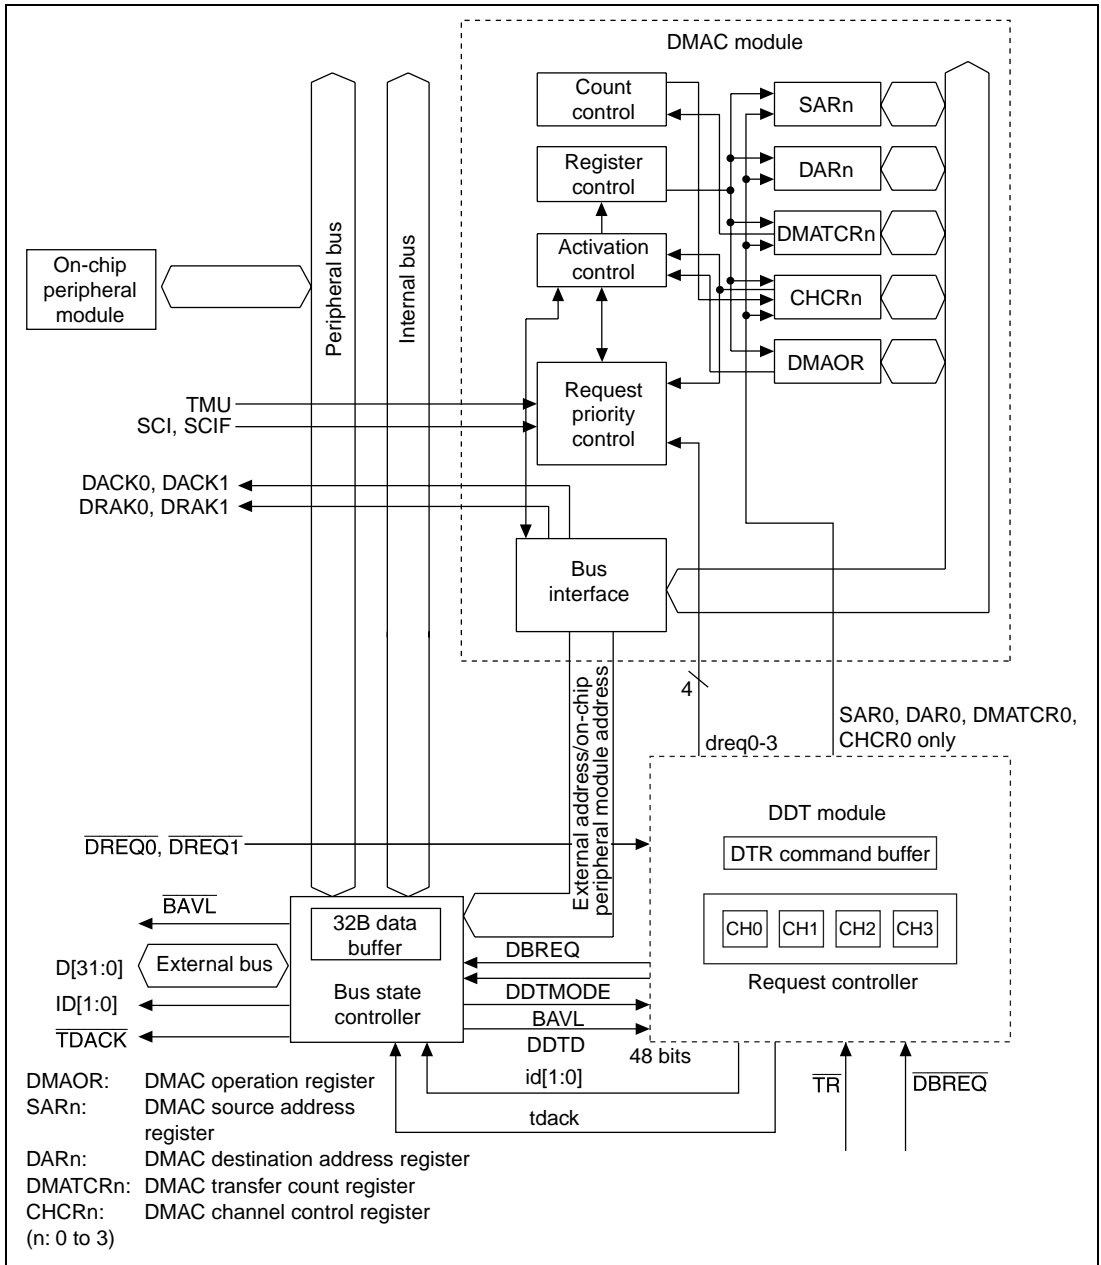 DMAC module
Count
control
SARn
Register
control
DARn
DMATCRn
Activation
control
CHCRn
DMAOR
On-chip
peripheral
module
Peripheral bus
Internal bus
Request
priority
control
TMU
SCI, SCIF
DACK0, DACK1
DRAK0, DRAK1
Bus
interface
4
External address/on-chip
peripheral module address
dreq0-3
SAR0, DAR0, DMATCR0,
CHCR0 only
DDT module
DTR command buffer
CH0 CH1 CH2 CH3
Request controller
DREQ0, DREQ1
BAVL
32B data
buffer
D[31:0]
External bus
ID[1:0]
Bus state
controller
TDACK
DBREQ
DDTMODE
BAVL
DDTD
48 bits
id[1:0]
tdack
TR
DBREQ
DMAOR: DMAC operation register
SARn: DMAC source address
register
DARn: DMAC destination address register
DMATCRn: DMAC transfer count register
CHCRn: DMAC channel control register
(n: 0 to 3)